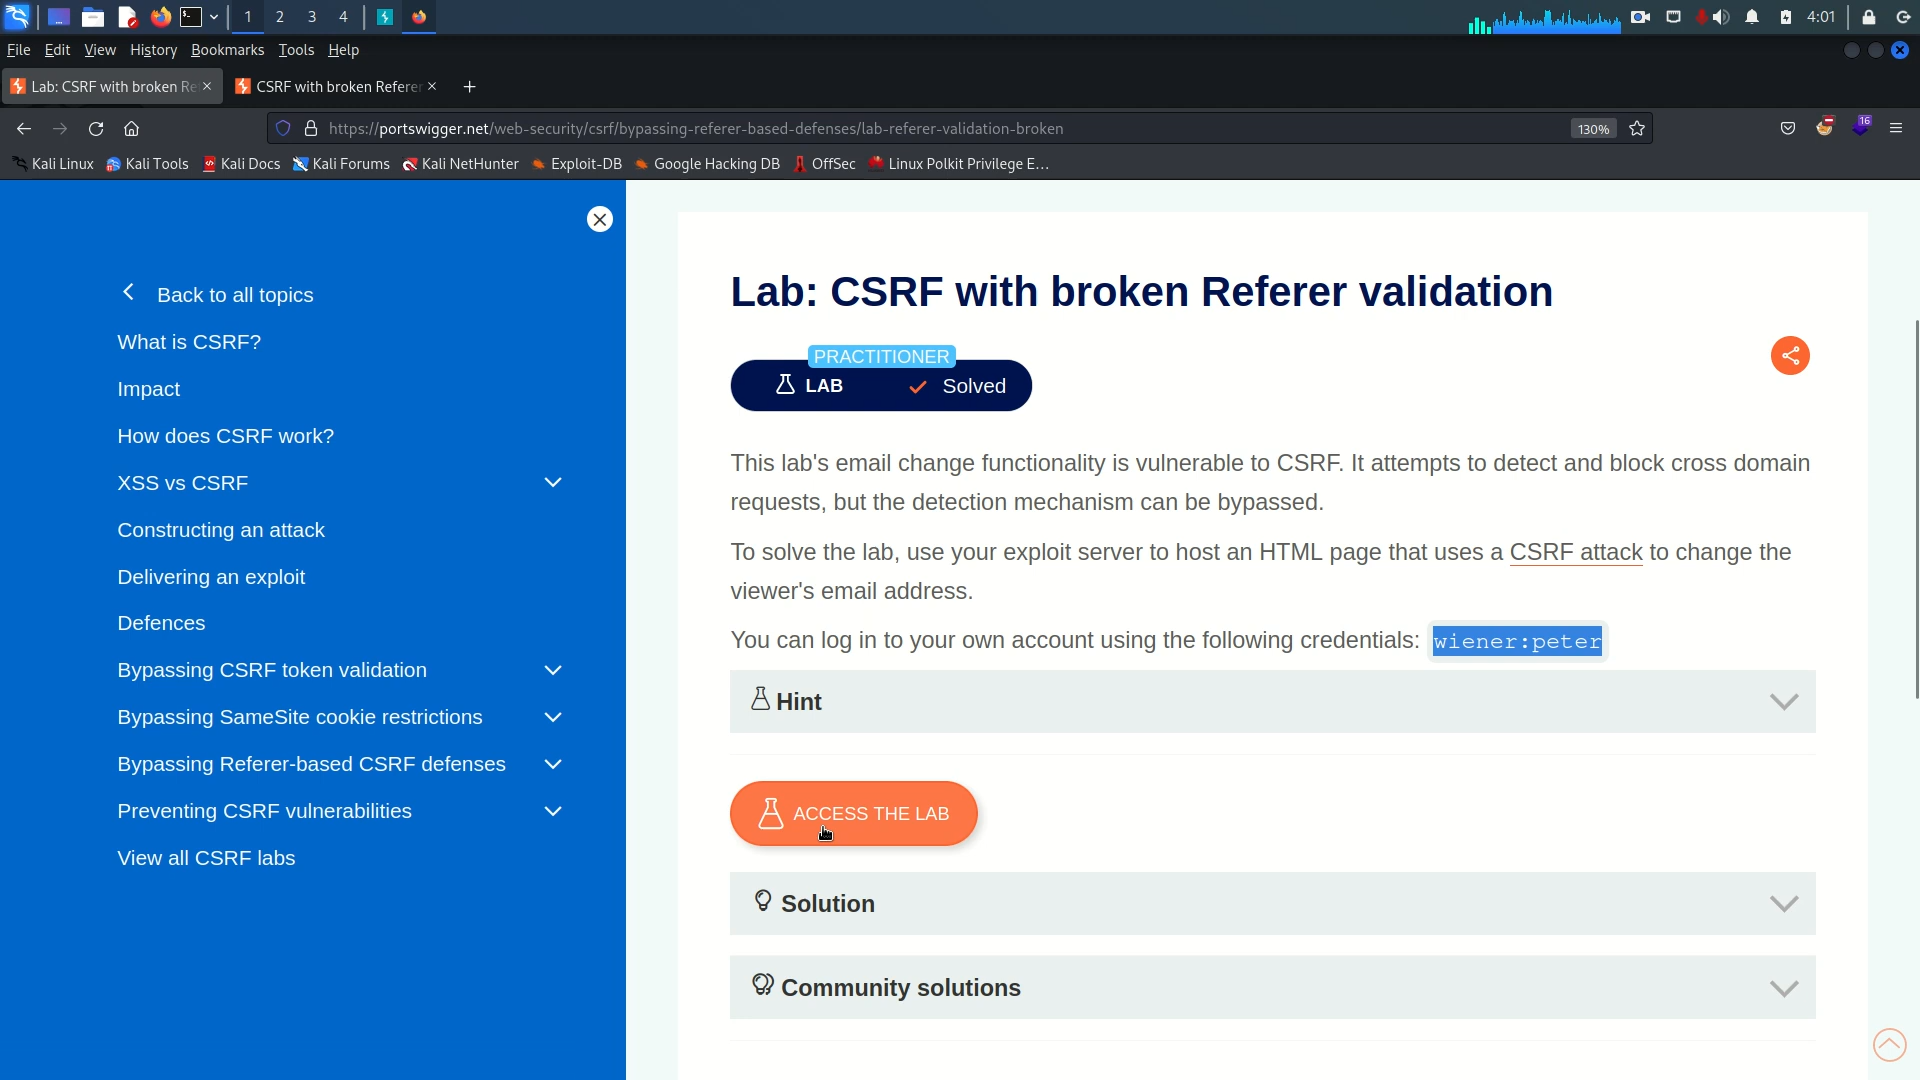 1
2
3
4
4:01
File Edit View History Bookmarks Tools Help
Lab: CSRF with broken Re
CSRF with broken Referer
https://portswigger.net/web-security/csrf/bypassing-referer-based-defenses/lab-referer-validation-broken
130%
16
Kali Linux
Kali Tools
Kali Docs
Kali Forums
Kali NetHunter
Exploit-DB
Google Hacking DB
OffSec
Linux Polkit Privilege E...
Back to all topics
What is CSRF?
Impact
How does CSRF work?
XSS vs CSRF
Constructing an attack
Delivering an exploit
Defences
Bypassing CSRF token validation
Bypassing SameSite cookie restrictions
Bypassing Referer-based CSRF defenses
Preventing CSRF vulnerabilities
View all CSRF labs
Lab: CSRF with broken Referer validation
PRACTITIONER
LAB
Solved
This lab's email change functionality is vulnerable to CSRF. It attempts to detect and block cross domain
requests, but the detection mechanism can be bypassed.
To solve the lab, use your exploit server to host an HTML page that uses a CSRF attack to change the
viewer's email address.
You can log in to your own account using the following credentials: wiener:peter
Hint
ACCESS THE LAB
Solution
Community solutions